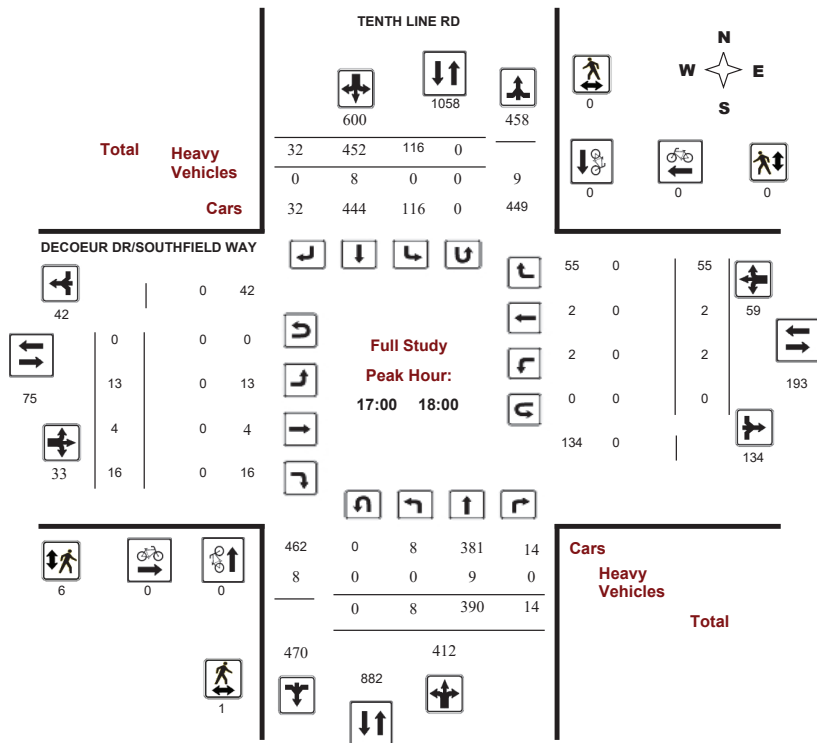 TENTH LINE RD
N
W E
S
1058
0
600 458
Total Heavy Vehicles 32 452 116 0
0 8 0 0 9
0 0 0
Cars 32 444 116 0 449
DECOEUR DR/SOUTHFIELD WAY
42 0 42
55 0 55
2 0 2 59
0 0 0
Full Study
Peak Hour:
17:00 18:00
75
13 0 13
2 0 2
193
0 0 0
4 0 4
134 0 134
33 16 0 16
462 0 8 381 14 Cars
8 0 0 9 0 Heavy Vehicles
6 0 0
0 8 390 14 Total
470 412
882
1